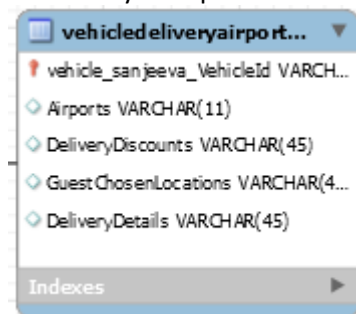 vehicledeliveryairport...
vehicle_sanjeeva_VehicleId VARCH...
Airports VARCHAR(11)
DeliveryDiscounts VARCHAR(45)
GuestChosenLocations VARCHAR(4...
DeliveryDetails VARCHAR(45)
Indexes